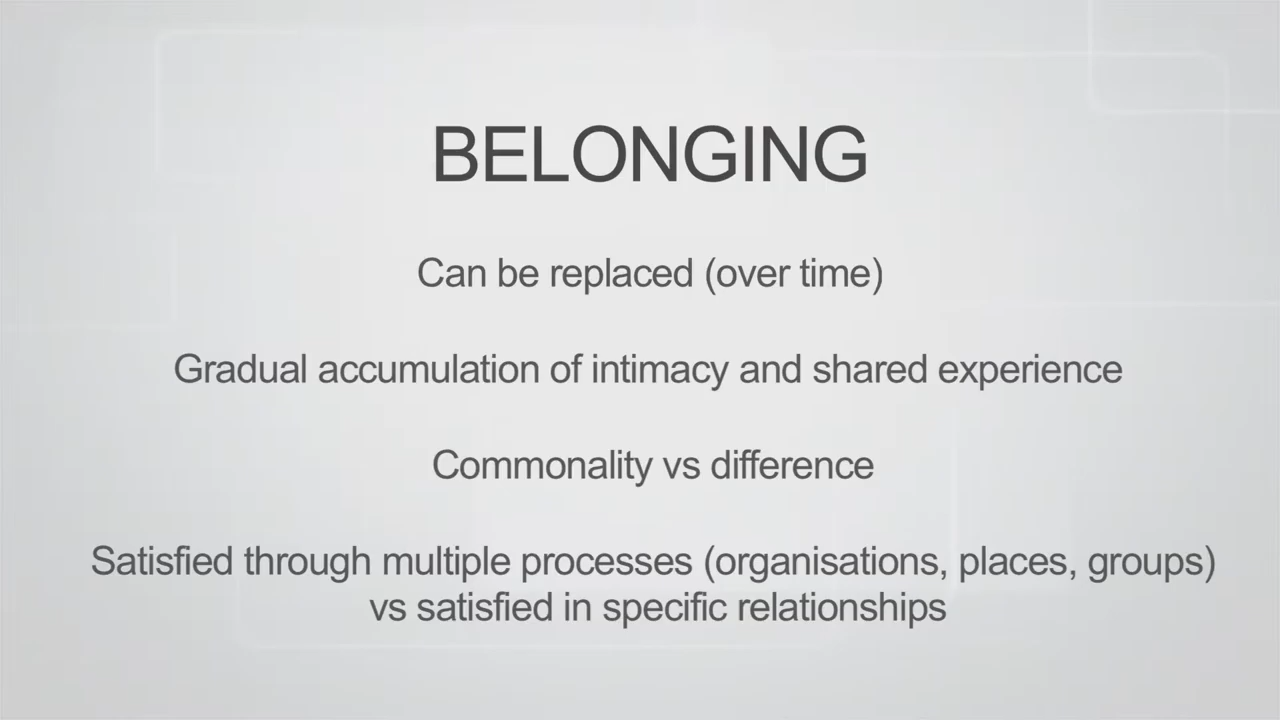 BELONGING
Can be replaced (over time)
Gradual accumulation of intimacy and shared experience
Commonality vs difference
Satisfied through multiple processes (organisations, places, groups)
vs satisfied in specific relationships